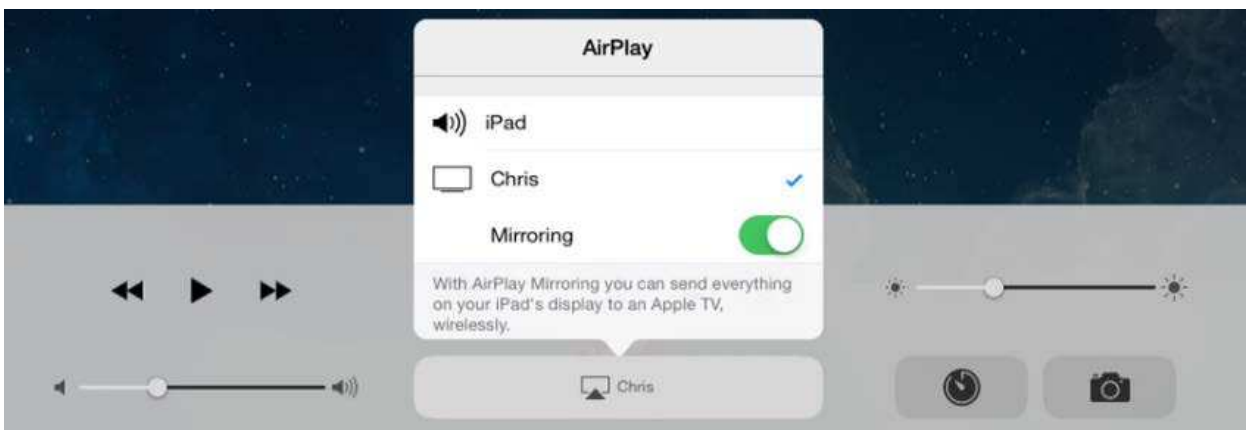 AirPlay
iPad
Chris
Mirroring
With AirPlay Mirroring you can send everything
on your iPad's display to an Apple TV,
wirelessly.
Chris